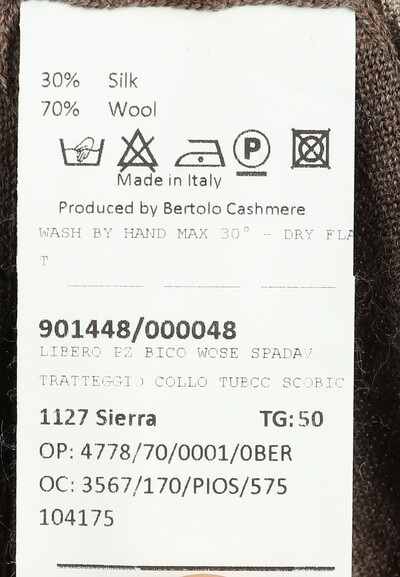 30% Silk
70% Wool
P
Made in Italy
Produced by Bertolo Cashmere
WASH BY HAND MAX 30° - DRY FLA
T
901448/000048
LIBERO PZ BICO WOSE SPADAV
TRATTEGGIO COLLO TUBCC SCOBIC
1127 Sierra TG: 50
OP: 4778/70/0001/0BER
OC: 3567/170/PIOS/575
104175